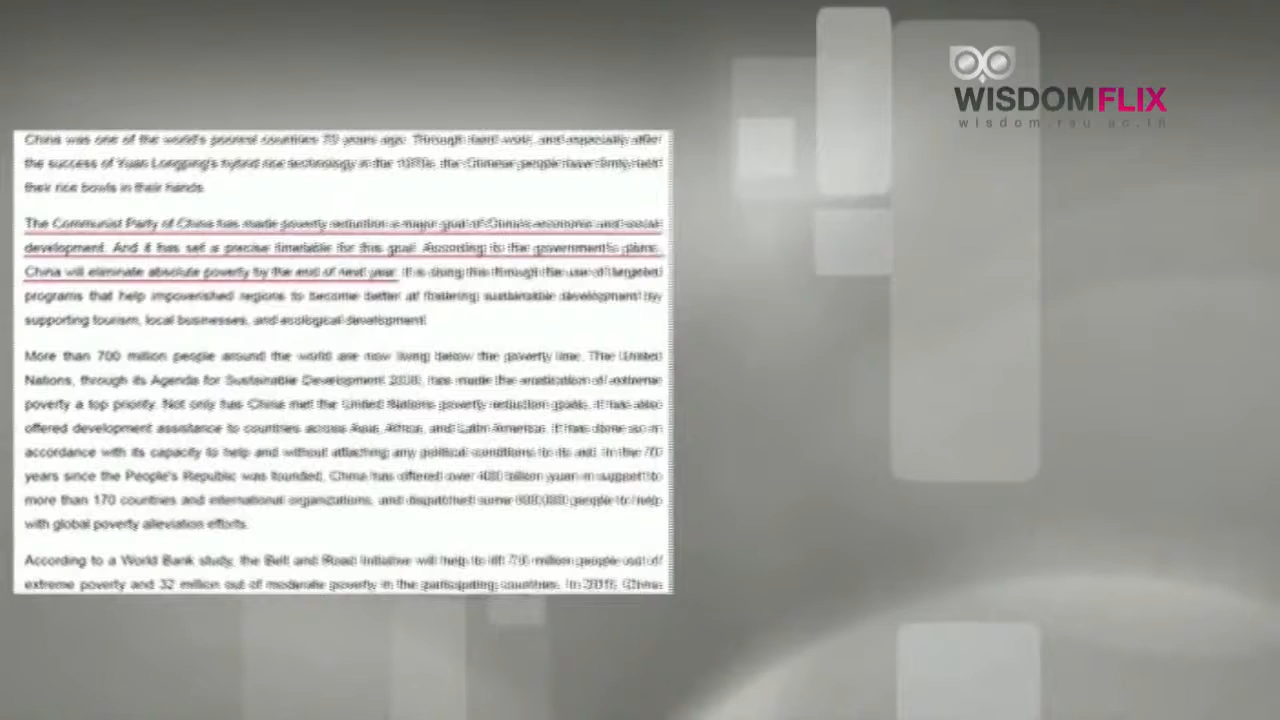 WISDOMFLIX
wisdom.rsu.ac.th
China was one of the world's poorest countries 70 years ago. Through hard work, and especially after
the success of Yuan Longping's hybrid rice technology in the 1970s, the Chinese people have firmly held
their rice bowls in their hands.
The Communist Party of China has made poverty reduction a major goal of China's economic and social
development. And it has set a precise timetable for this goal. According to the government's plans,
China will eliminate absolute poverty by the end of next year. It is doing this through the use of targeted
programs that help impoverished regions to become better at fostering sustainable development by
supporting tourism, local businesses, and ecological development.
More than 700 million people around the world are now living below the poverty line. The United
Nations, through its Agenda for Sustainable Development 2030, has made the eradication of extreme
poverty a top priority. Not only has China met the United Nations poverty reduction goals, it has also
offered development assistance to countries across Asia, Africa, and Latin America. It has done so in
accordance with its capacity to help and without attaching any political conditions to its aid. In the 70
years since the People's Republic was founded, China has offered over 400 billion yuan in support to
more than 170 countries and international organizations, and dispatched some people to help
with global poverty alleviation efforts.
According to a World Bank study, the Belt and Road Initiative will help to lift million people out of
extreme poverty and 32 million out of moderate poverty in the participating countries. In China